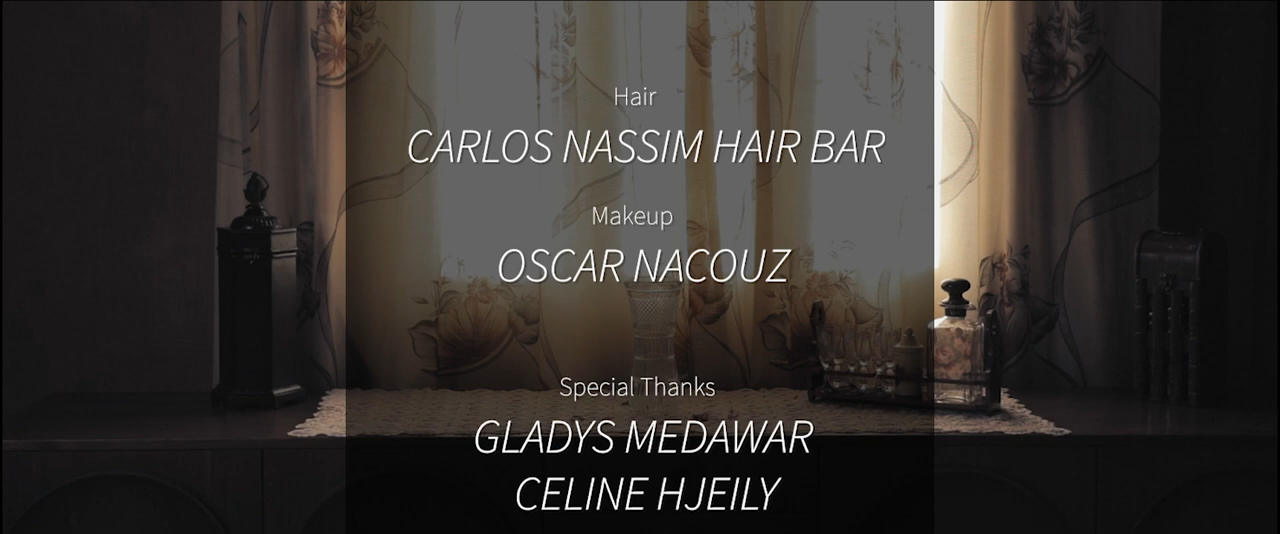 Hair
CARLOS NASSIM HAIR BAR
Makeup
OSCAR NACOUZ
Special Thanks
GLADYS MEDAWAR
CELINE HJEILY